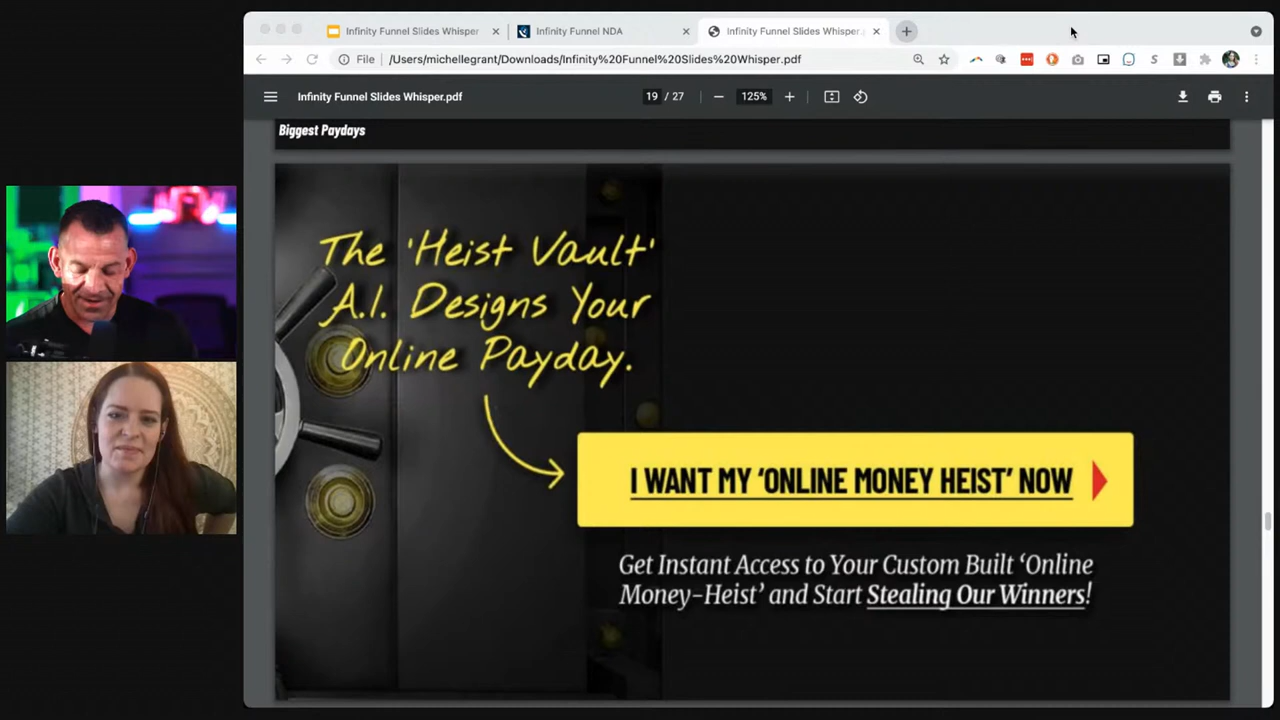 Infinity Funnel Slides Whisper
Infinity Funnel NDA
Infinity Funnel Slides Whisper.
File
/Users/michellegrant/Downloads/Infinity%20Funnel%20Slides%20Whisper.pdf
Infinity Funnel Slides Whisper.pdf
19 / 27
125%
Biggest Paydays
The 'Heist Vault'
A.I. Designs Your
Online Payday.
I WANT MY ‘ONLINE MONEY HEIST’ NOW
Get Instant Access to Your Custom Built ‘Online
Money-Heist’ and Start Stealing Our Winners!